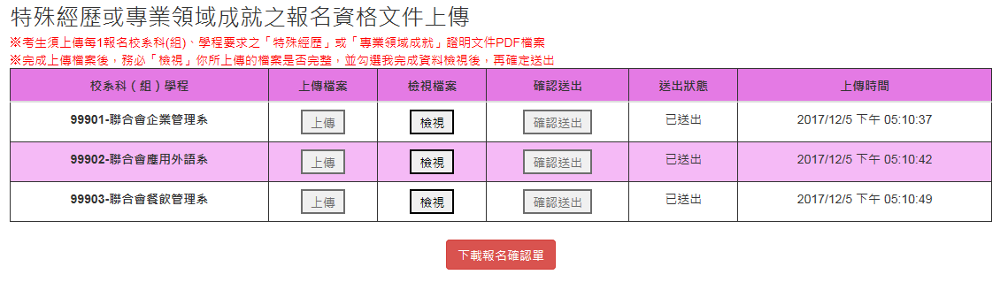 特殊經歷或專業領域成就之報名資格文件上傳
※考生須上傳每1報名校系科(組)、學程要求之「特殊經歷」或「專業領域成就」證明文件PDF檔案
※完成上傳檔案後，務必「檢視」你所上傳的檔案是否完整，並勾選我完成資料檢視後，再確定送出
校系科（組）學程 上傳檔案 檢視檔案 確認送出 送出狀態 上傳時間
99901-聯合會企業管理系 上傳 檢視 確認送出 已送出 2017/12/5 下午 05:10:37
99902-聯合會應用外語系 上傳 檢視 確認送出 已送出 2017/12/5 下午 05:10:42
99903-聯合會餐飲管理系 上傳 檢視 確認送出 已送出 2017/12/5 下午 05:10:49
下載報名確認單